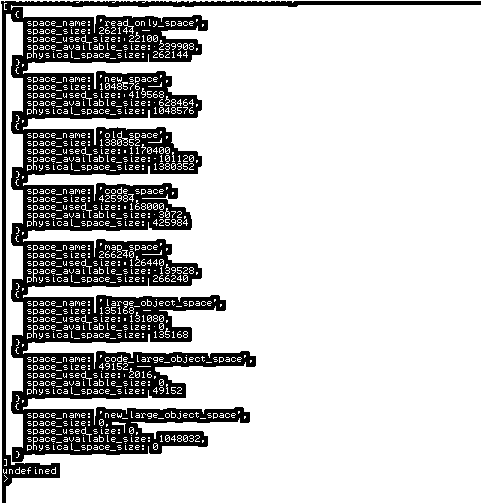 [
{
space_name: 'read_only_space',
space_size: 262144,
space_used_size: 22100,
space_available_size: 239908,
physical_space_size: 262144
},
{
space_name: 'new_space',
space_size: 1048576,
space_used_size: 419568,
space_available_size: 628464,
physical_space_size: 1048576
},
{
space_name: 'old_space',
space_size: 1380352,
space_used_size: 1170400,
space_available_size: 101120,
physical_space_size: 1380352
},
{
space_name: 'code_space',
space_size: 425984,
space_used_size: 168000,
space_available_size: 3072,
physical_space_size: 425984
},
{
space_name: 'map_space',
space_size: 266240,
space_used_size: 126440,
space_available_size: 139528,
physical_space_size: 266240
},
{
space_name: 'large_object_space',
space_size: 135168,
space_used_size: 131080,
space_available_size: 0,
physical_space_size: 135168
},
{
space_name: 'code_large_object_space',
space_size: 49152,
space_used_size: 2016,
space_available_size: 0,
physical_space_size: 49152
},
{
space_name: 'new_large_object_space',
space_size: 0,
space_used_size: 0,
space_available_size: 1048032,
physical_space_size: 0
}
]
undefined
>